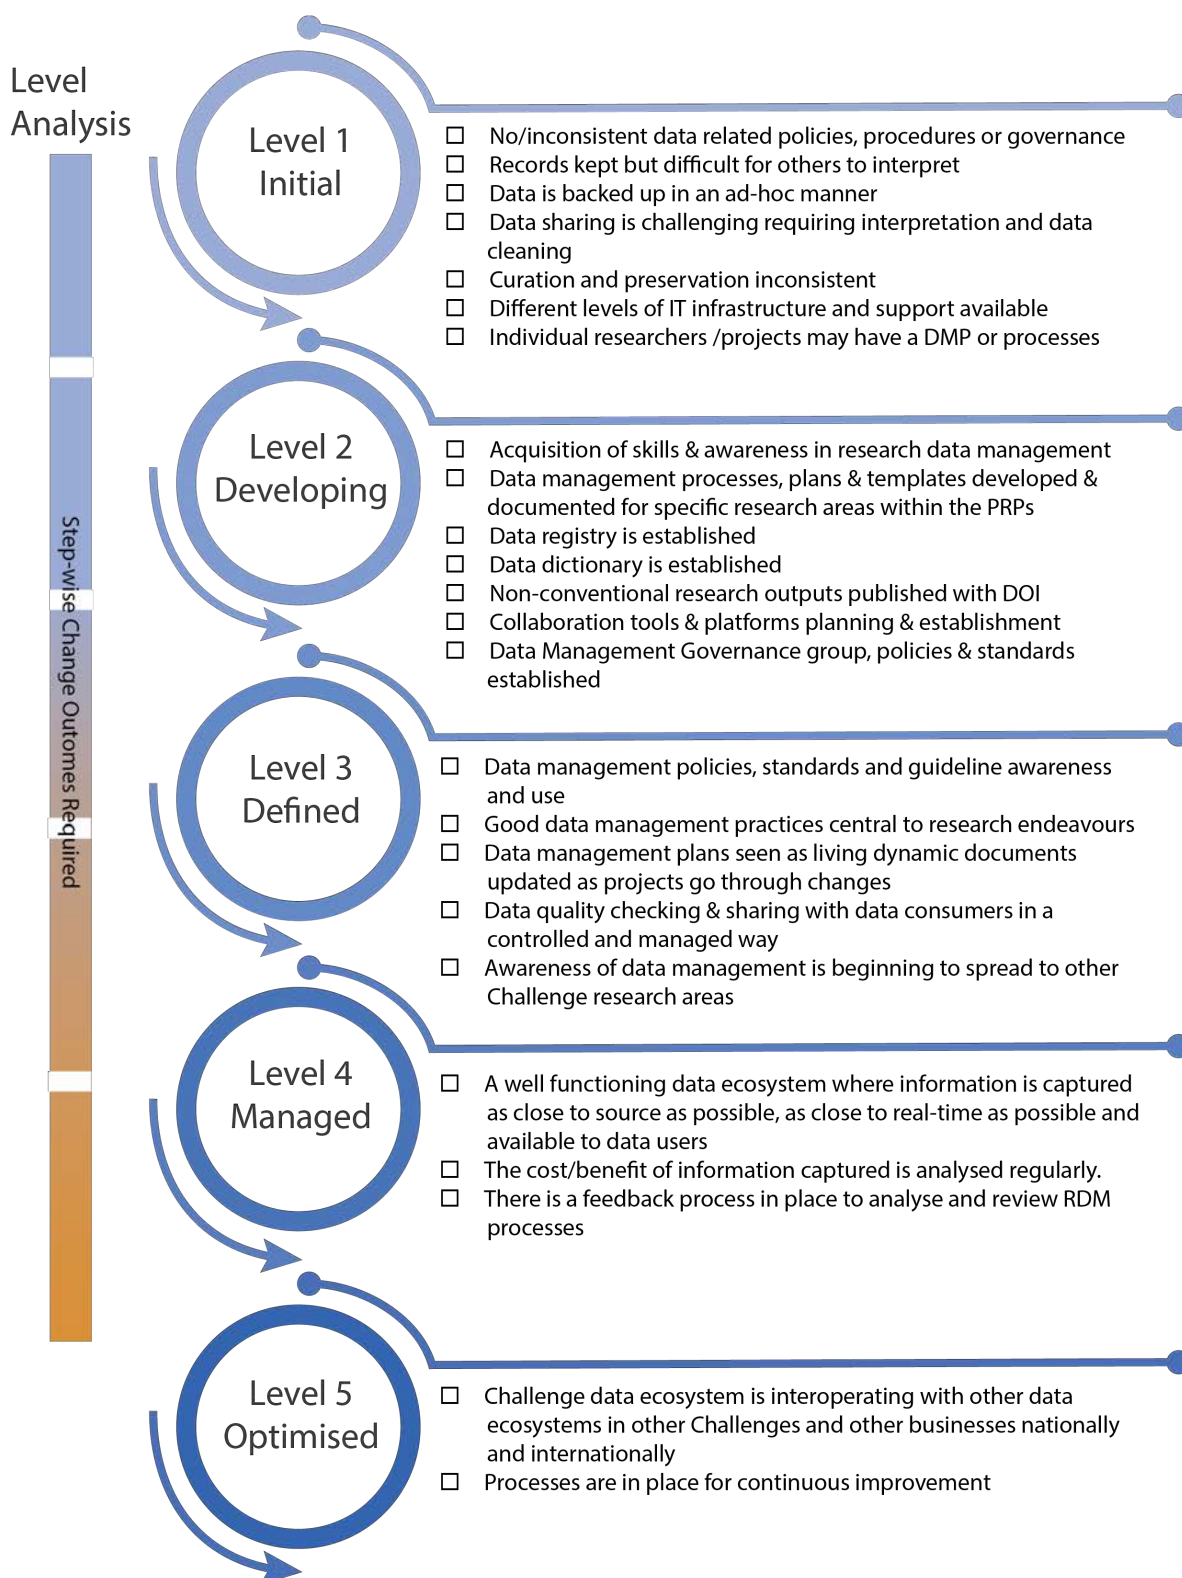 Level
Analysis
Step-wise Change Outomes Required
Level 1
Initial
☐ No/inconsistent data related policies, procedures or governance
☐ Records kept but difficult for others to interpret
☐ Data is backed up in an ad-hoc manner
☐ Data sharing is challenging requiring interpretation and data
cleaning
☐ Curation and preservation inconsistent
☐ Different levels of IT infrastructure and support available
☐ Individual researchers /projects may have a DMP or processes
Level 2
Developing
☐ Acquisition of skills & awareness in research data management
☐ Data management processes, plans & templates developed &
documented for specific research areas within the PRPs
☐ Data registry is established
☐ Data dictionary is established
☐ Non-conventional research outputs published with DOI
☐ Collaboration tools & platforms planning & establishment
☐ Data Management Governance group, policies & standards
established
Level 3
Defined
☐ Data management policies, standards and guideline awareness
and use
☐ Good data management practices central to research endeavours
☐ Data management plans seen as living dynamic documents
updated as projects go through changes
☐ Data quality checking & sharing with data consumers in a
controlled and managed way
☐ Awareness of data management is beginning to spread to other
Challenge research areas
Level 4
Managed
☐ A well functioning data ecosystem where information is captured
as close to source as possible, as close to real-time as possible and
available to data users
☐ The cost/benefit of information captured is analysed regularly.
☐ There is a feedback process in place to analyse and review RDM
processes
Level 5
Optimised
☐ Challenge data ecosystem is interoperating with other data
ecosystems in other Challenges and other businesses nationally
and internationally
☐ Processes are in place for continuous improvement